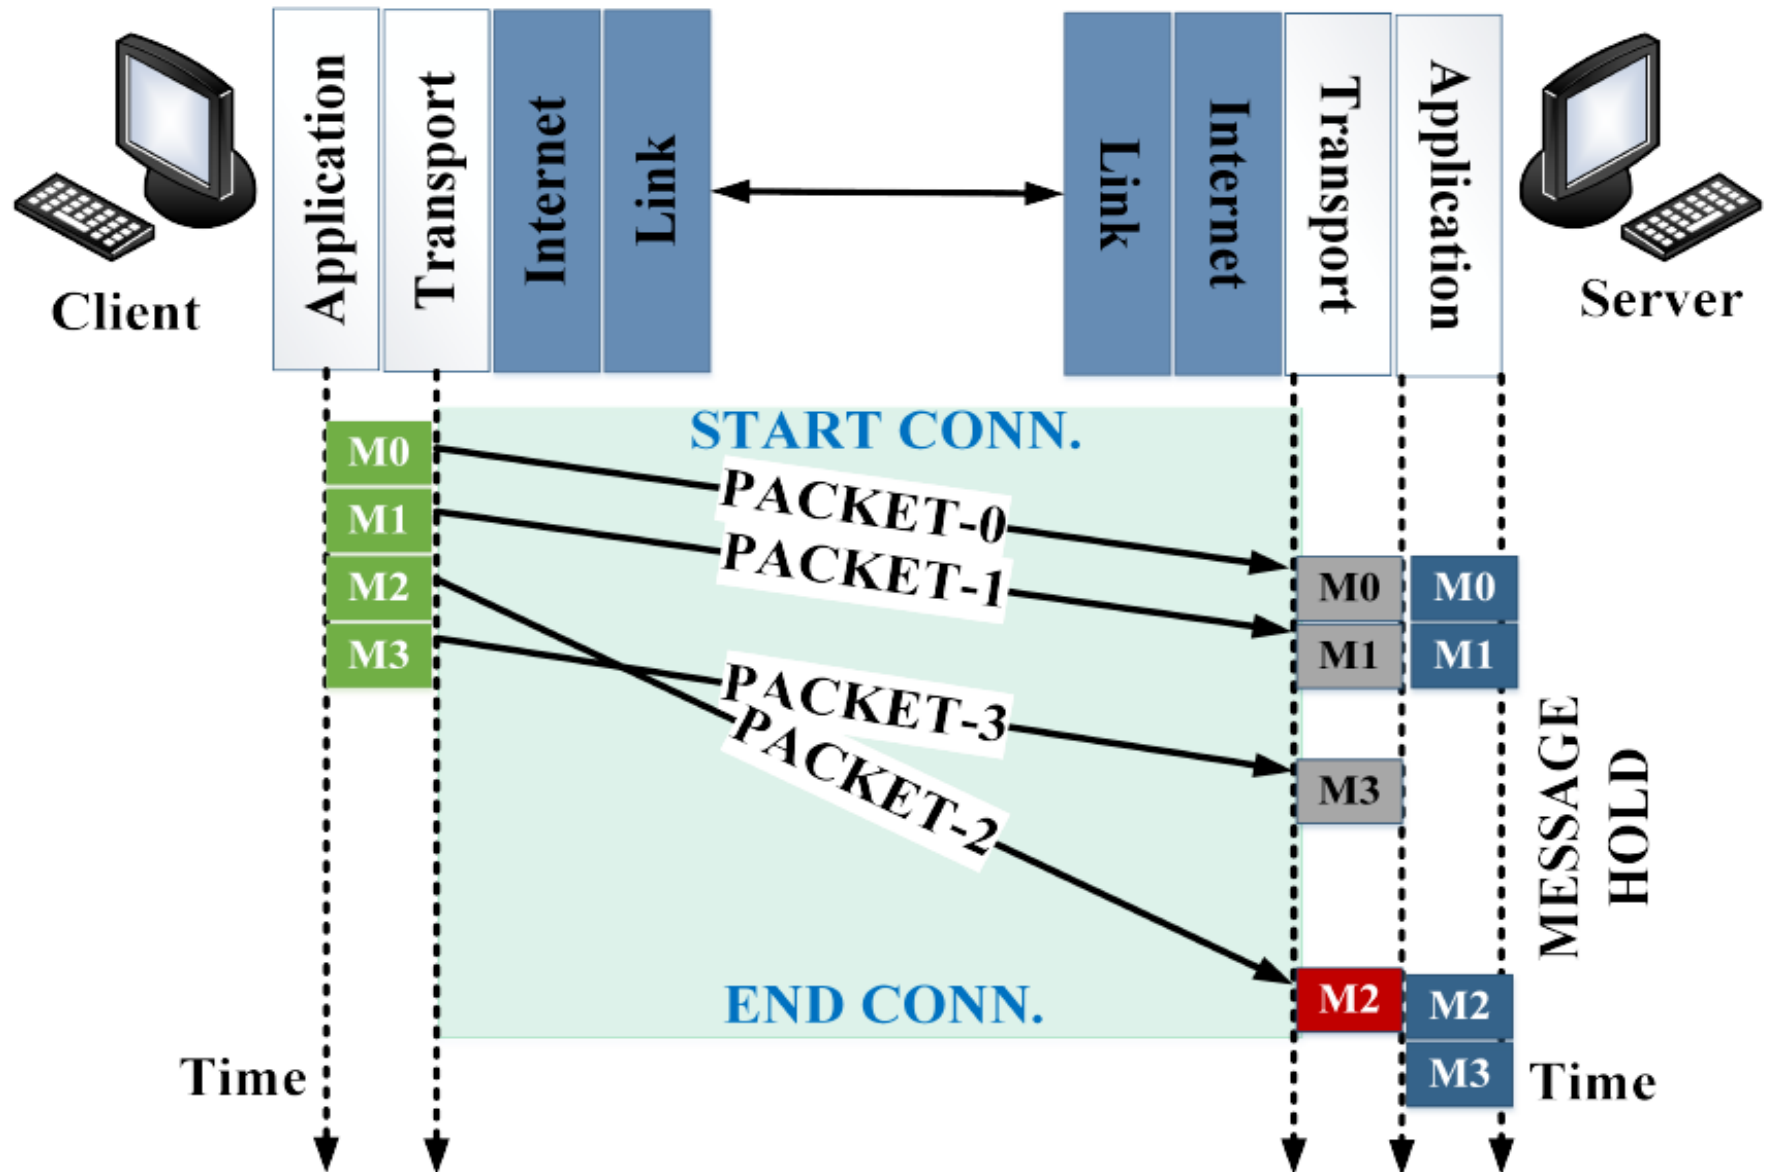 Application
Transport
Internet
Link
Link
Internet
Transport
Application
Client
Server
START CONN.
M0
M1
M2
M3
PACKET-0
PACKET-1
PACKET-3
PACKET-2
M0
M0
M1
M1
M3
MESSAGE
HOLD
END CONN.
M2
M2
M3
Time
Time